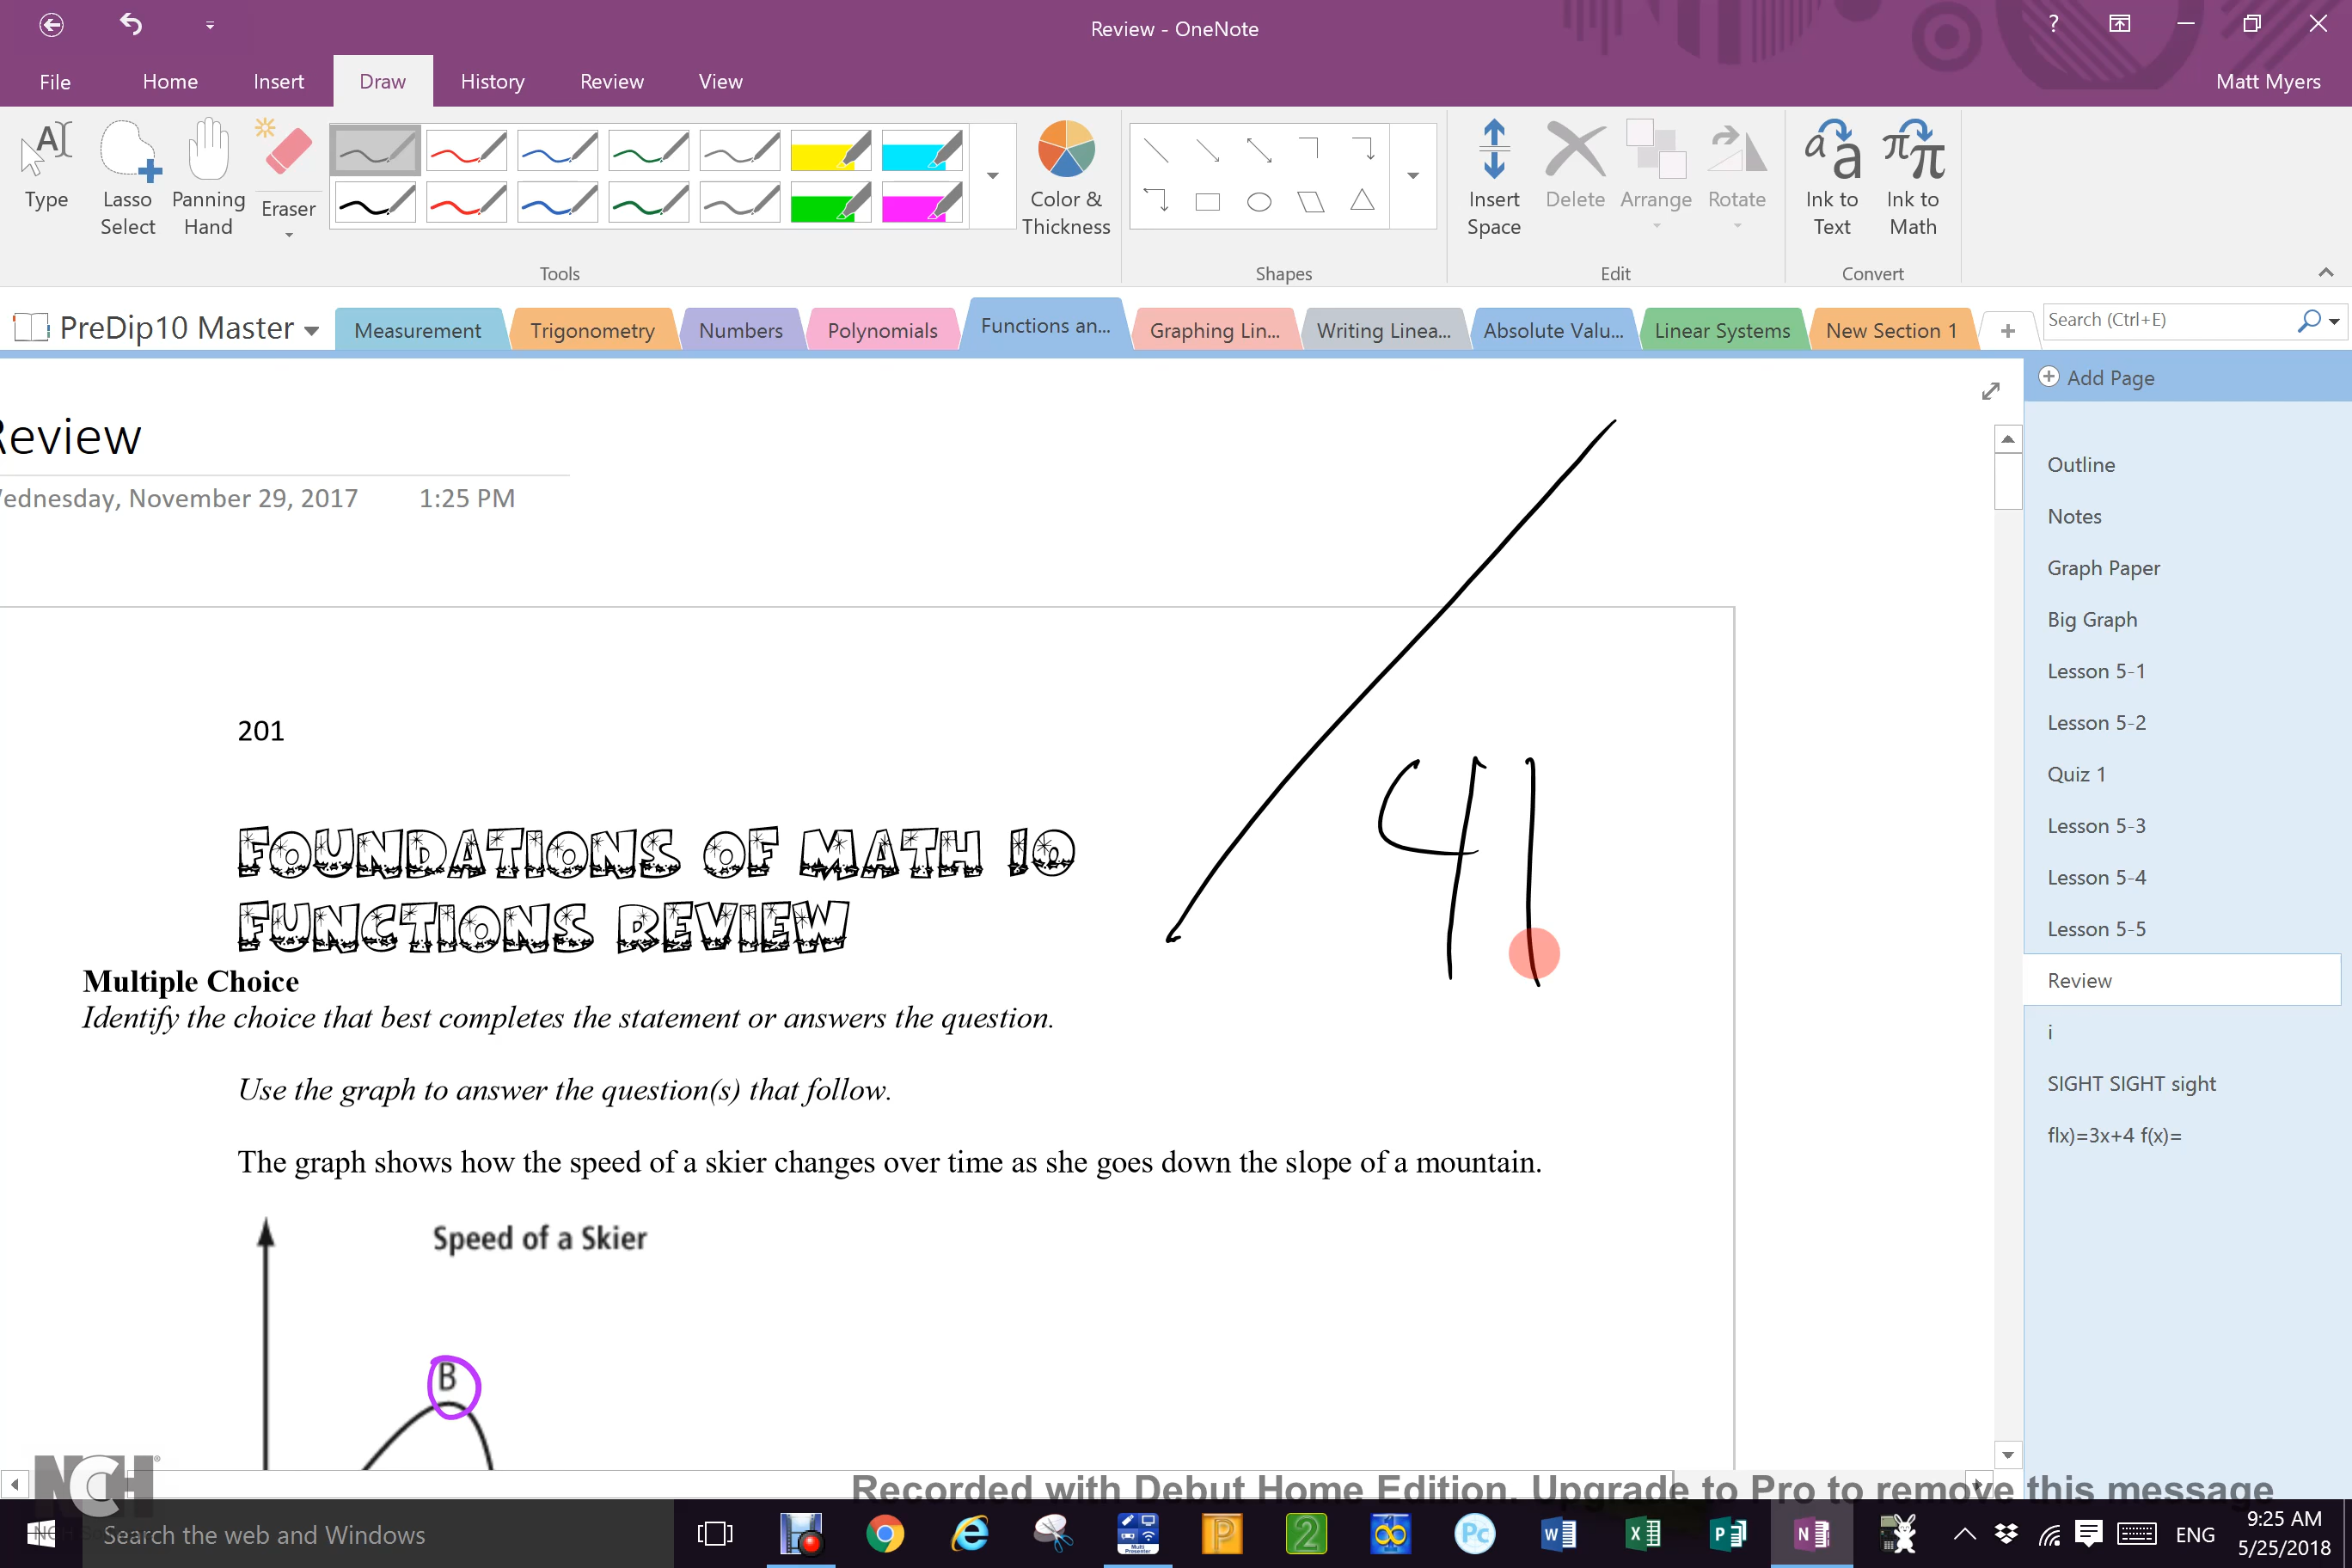 Review - OneNote
File Home Insert Draw History Review View
Matt Myers
Type
Lasso Select
Panning Hand
Eraser
Color & Thickness
Insert Space
Delete
Arrange
Rotate
Ink to Text
Ink to Math
Tools Shapes Edit Convert
PreDip10 Master
Measurement Trigonometry Numbers Polynomials Functions an... Graphing Lin... Writing Linea... Absolute Valu... Linear Systems New Section 1
Search (Ctrl+E)
Add Page
Outline
Notes
Graph Paper
Big Graph
Lesson 5-1
Lesson 5-2
Quiz 1
Lesson 5-3
Lesson 5-4
Lesson 5-5
Review
i
SIGHT SIGHT sight
flx)=3x+4 f(x)=
eview
ednesday, November 29, 2017 1:25 PM
201
41
FOUNDATIONS OF MATH 10
FUNCTIONS REVIEW
Multiple Choice
Identify the choice that best completes the statement or answers the question.
Use the graph to answer the question(s) that follow.
The graph shows how the speed of a skier changes over time as she goes down the slope of a mountain.
Speed of a Skier
B
NCH
Recorded with Debut Home Edition. Upgrade to Pro to remove this message
Search the web and Windows
ENG
9:25 AM
5/25/2018